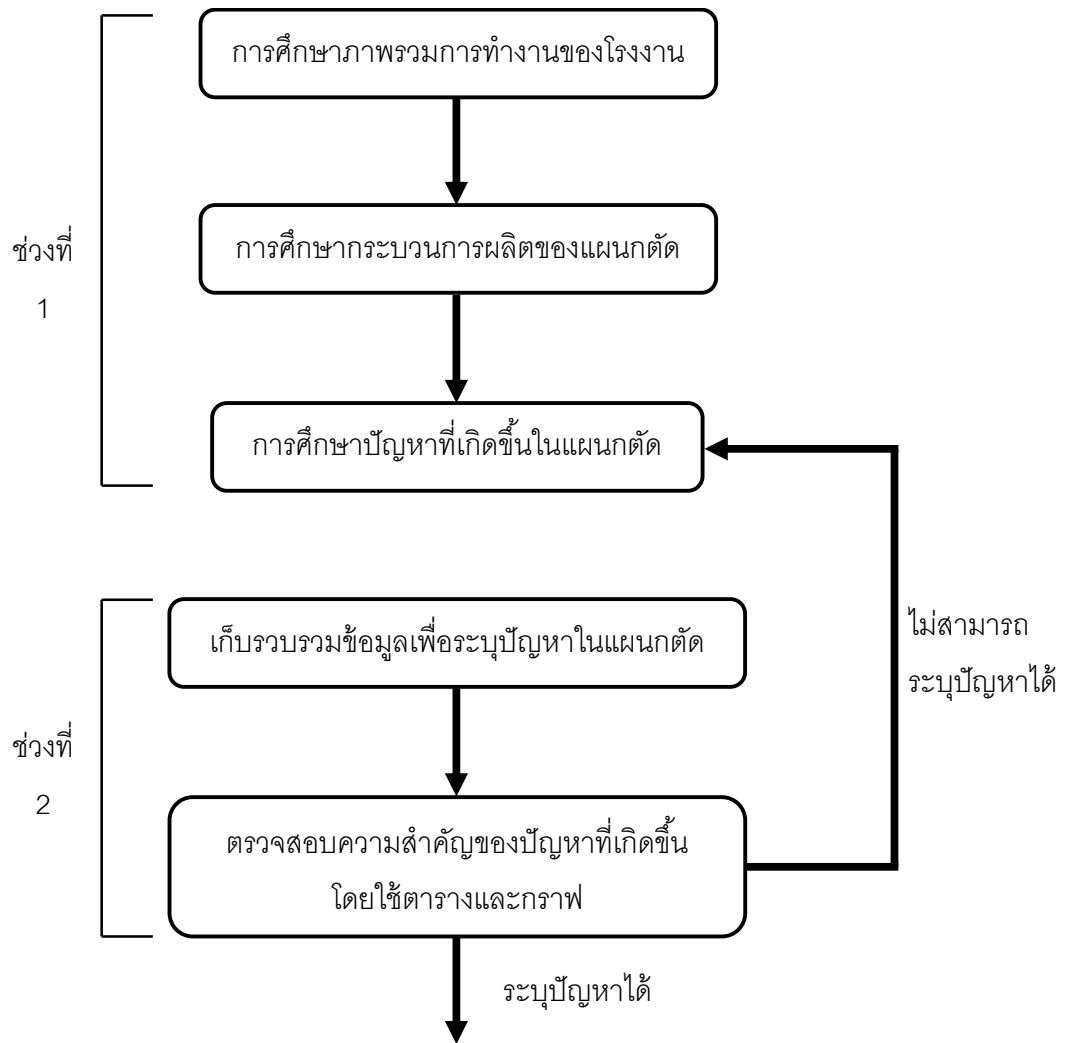 การศึกษาภาพรวมการทำงานของโรงงาน
การศึกษากระบวนการผลิตของแผนกตัด
ช่วงที่
1
การศึกษาปัญหาที่เกิดขึ้นในแผนกตัด
เก็บรวบรวมข้อมูลเพื่อระบุปัญหาในแผนกตัด
ไม่สามารถ
ระบุปัญหาได้
ช่วงที่
2
ตรวจสอบความสำคัญของปัญหาที่เกิดขึ้น
โดยใช้ตารางและกราฟ
ระบุปัญหาได้